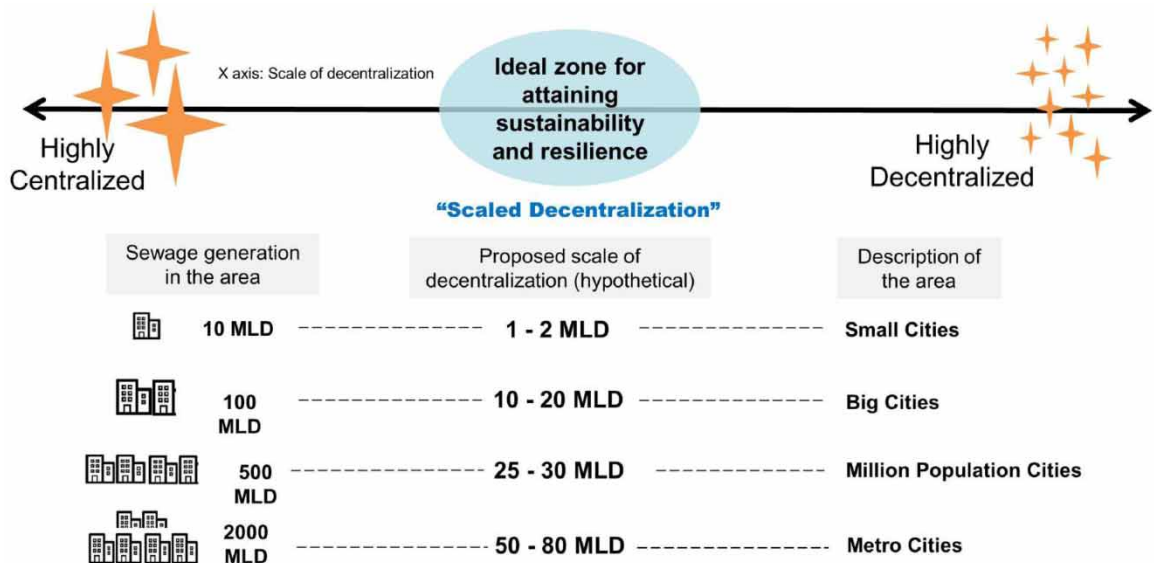 X axis: Scale of decentralization
Ideal zone for
attaining
sustainability
and resilience
Highly
Centralized
Highly
Decentralized
“Scaled Decentralization”
Sewage generation
in the area
Proposed scale of
decentralization (hypothetical)
Description of
the area
10 MLD
1 - 2 MLD
Small Cities
100
MLD
10 - 20 MLD
Big Cities
500
MLD
25 - 30 MLD
Million Population Cities
2000
MLD
50 - 80 MLD
Metro Cities